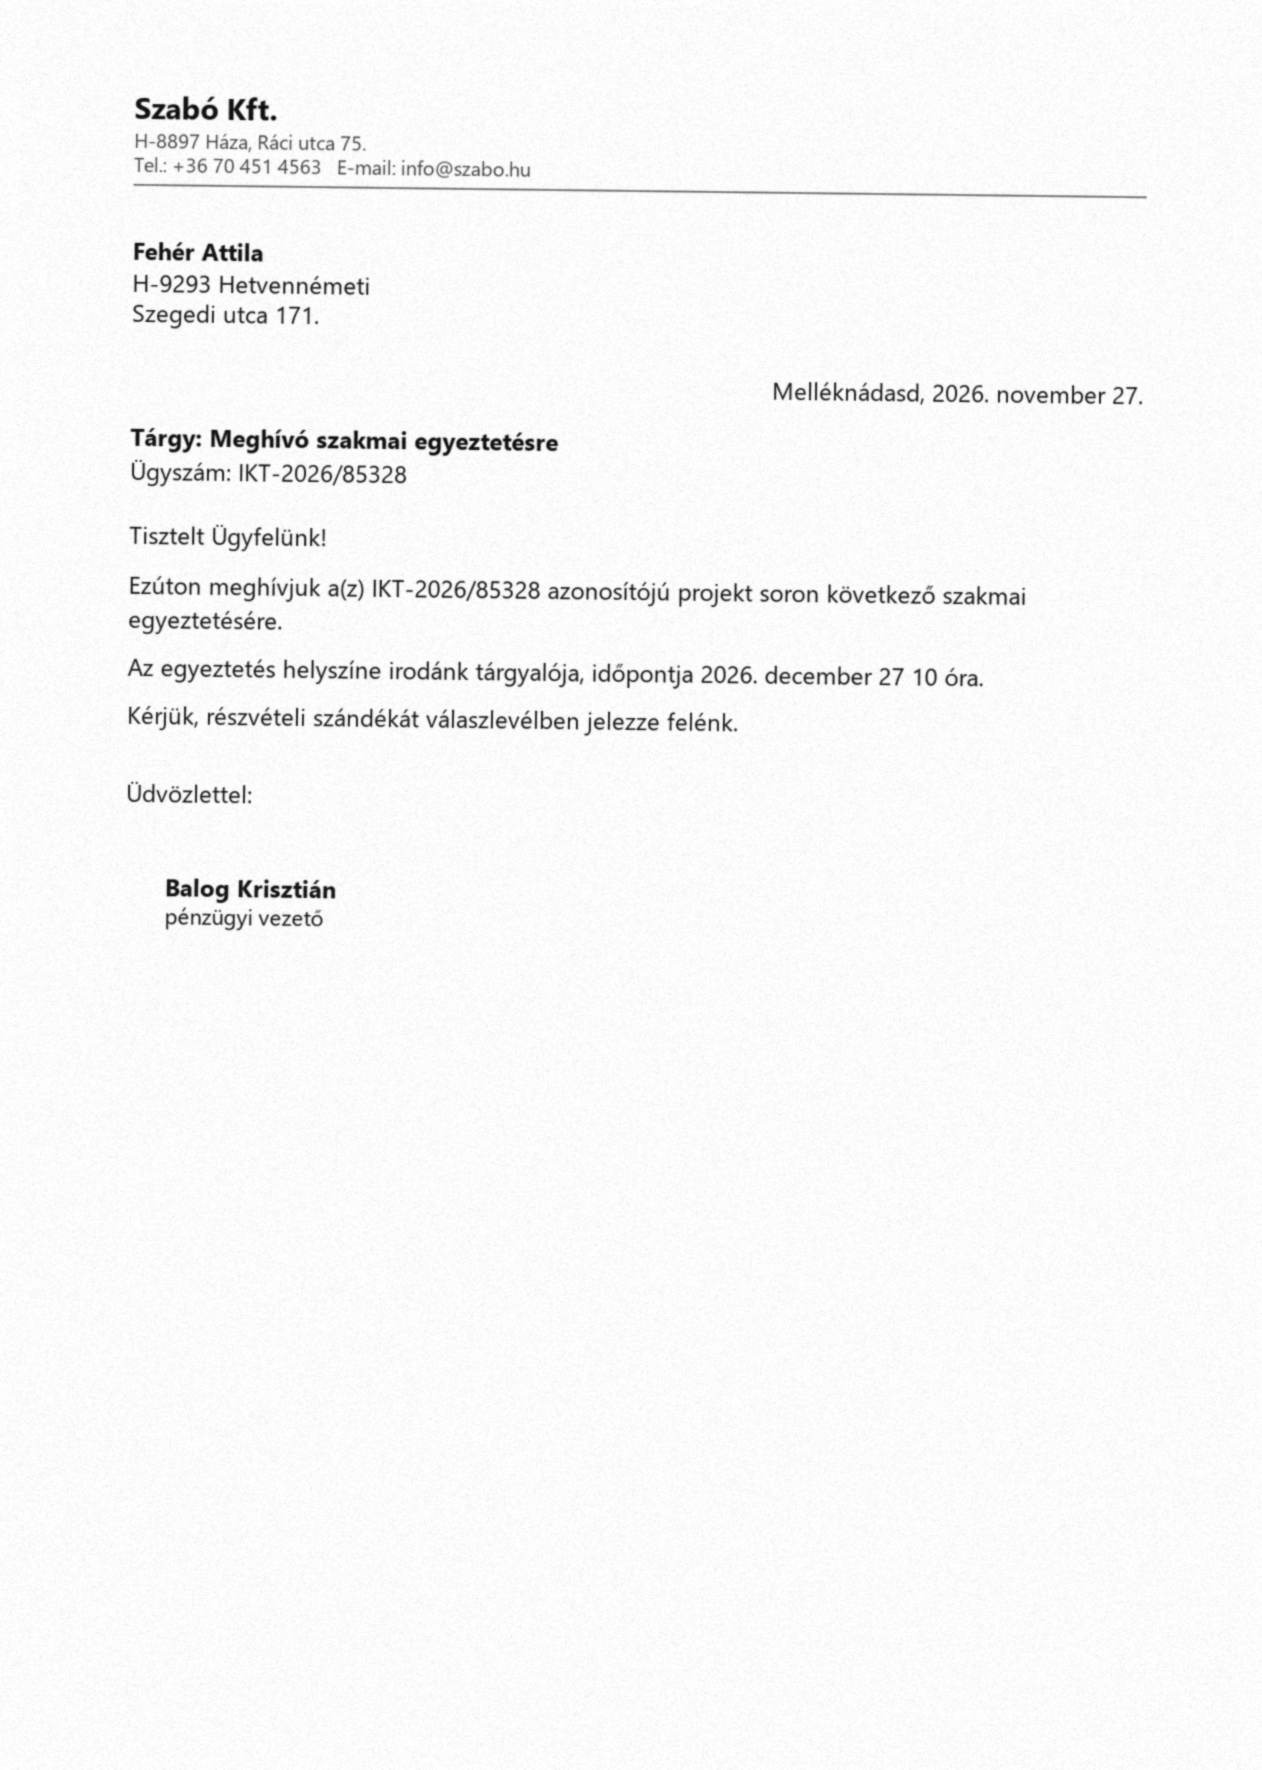 Szabó Kft.
H-8897 Háza, Ráci utca 75.
Tel.: +36 70 451 4563 E-mail: info@szabo.hu
Fehér Attila
H-9293 Hetvennémeti
Szegedi utca 171.
Melléknádasd, 2026. november 27.
Tárgy: Meghívó szakmai egyeztetésre
Ügyszám: IKT-2026/85328
Tisztelt Ügyfelünk!
Ezúton meghívjuk a(z) IKT-2026/85328 azonosítójú projekt soron következő szakmai
egyeztetésére.
Az egyeztetés helyszíne irodánk tárgyalója, időpontja 2026. december 27 10 óra.
Kérjük, részvételi szándékát válaszlevélben jelezze felénk.
Üdvözlettel:
Balog Krisztián
pénzügyi vezető